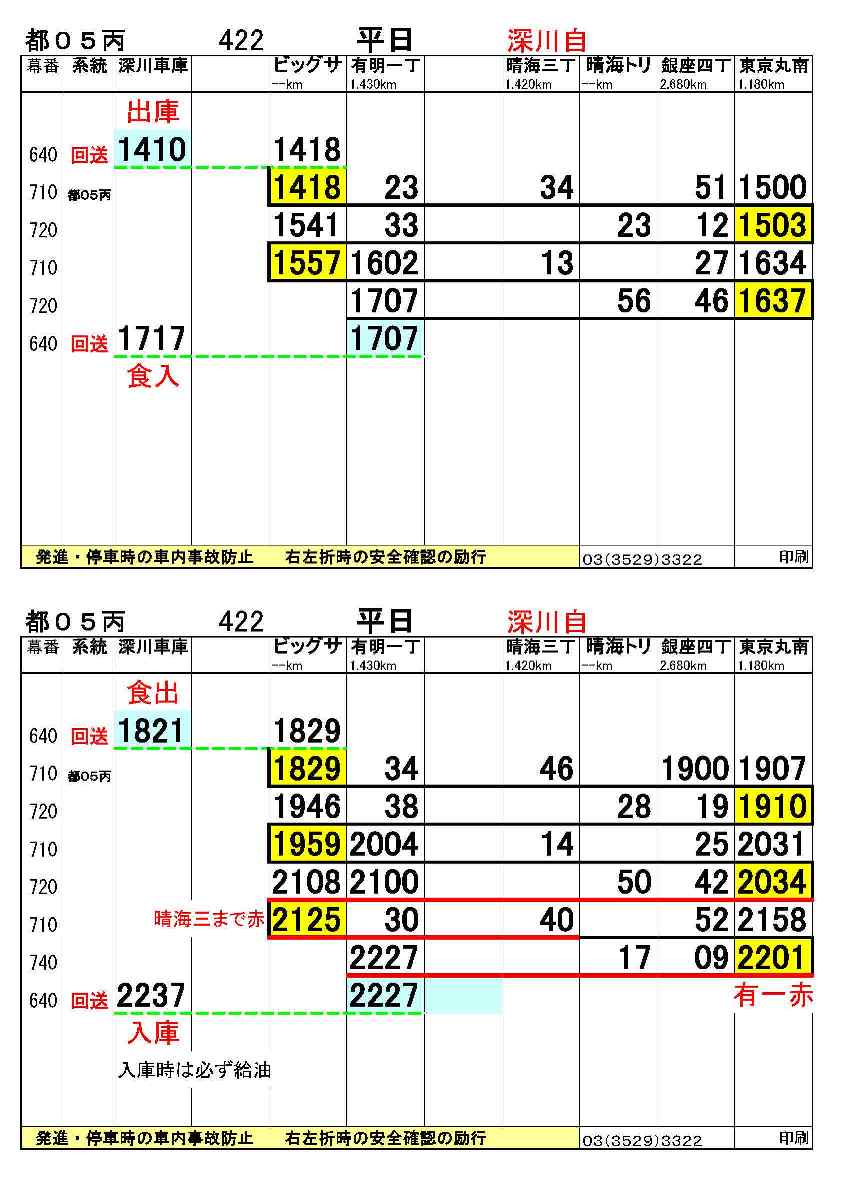 都０５丙 422 平日 深川自
幕番 系統 深川車庫 ビッグサ 有明一丁 晴海三丁 晴海トリ 銀座四丁 東京丸南
--km 1.430km 1.420km --km 2.680km 1.180km
出庫
640 回送 1410 1418
710 都05丙 1418 23 34 51 1500
720 1541 33 23 12 1503
710 1557 1602 13 27 1634
720 1707 56 46 1637
640 回送 1717 1707
食入
発進・停車時の車内事故防止 右左折時の安全確認の励行 03(3529)3322 印刷
都０５丙 422 平日 深川自
幕番 系統 深川車庫 ビッグサ 有明一丁 晴海三丁 晴海トリ 銀座四丁 東京丸南
--km 1.430km 1.420km --km 2.680km 1.180km
食出
640 回送 1821 1829
710 都05丙 1829 34 46 1900 1907
720 1946 38 28 19 1910
710 1959 2004 14 25 2031
720 2108 2100 50 42 2034
710 晴海三まで赤 2125 30 40 52 2158
740 2227 17 09 2201
640 回送 2237 2227 有一赤
入庫
入庫時は必ず給油
発進・停車時の車内事故防止 右左折時の安全確認の励行 03(3529)3322 印刷